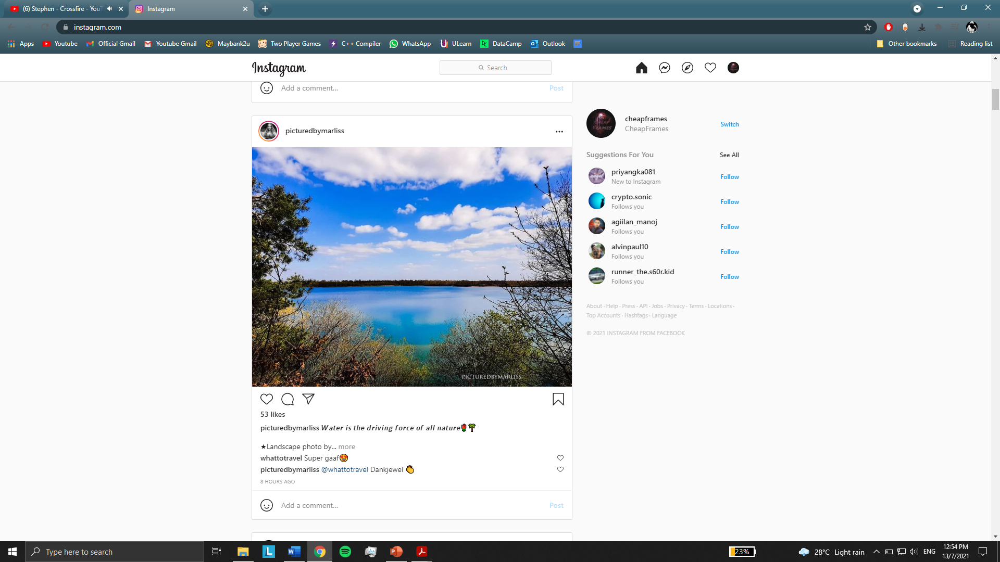 (6) Stephen - Crossfire - You
Instagram
instagram.com
Apps
Youtube
Official Gmail
Youtube Gmail
Maybank2u
Two Player Games
C++ Compiler
WhatsApp
ULearn
DataCamp
Outlook
Other bookmarks
Reading list
Instagram
Search
Add a comment...
Post
picturedbymarliss
PICTUREDBYMARLISS
53 likes
picturedbymarliss Water is the driving force of all nature🌹🌴
★Landscape photo by... more
whattotravel Super gaaf😍
picturedbymarliss @whattotravel Dankjewel 👏
8 HOURS AGO
Add a comment...
Post
cheapframes
CheapFrames
Switch
Suggestions For You
See All
priyangka081
New to Instagram
Follow
crypto.sonic
Follows you
Follow
agiilan_manoj
Follows you
Follow
alvinpaul10
Follows you
Follow
runner_the.s60r.kid
Follows you
Follow
About · Help · Press · API · Jobs · Privacy · Terms · Locations ·
Top Accounts · Hashtags · Language
© 2021 INSTAGRAM FROM FACEBOOK
Type here to search
23%
28°C Light rain
ENG
12:54 PM
13/7/2021